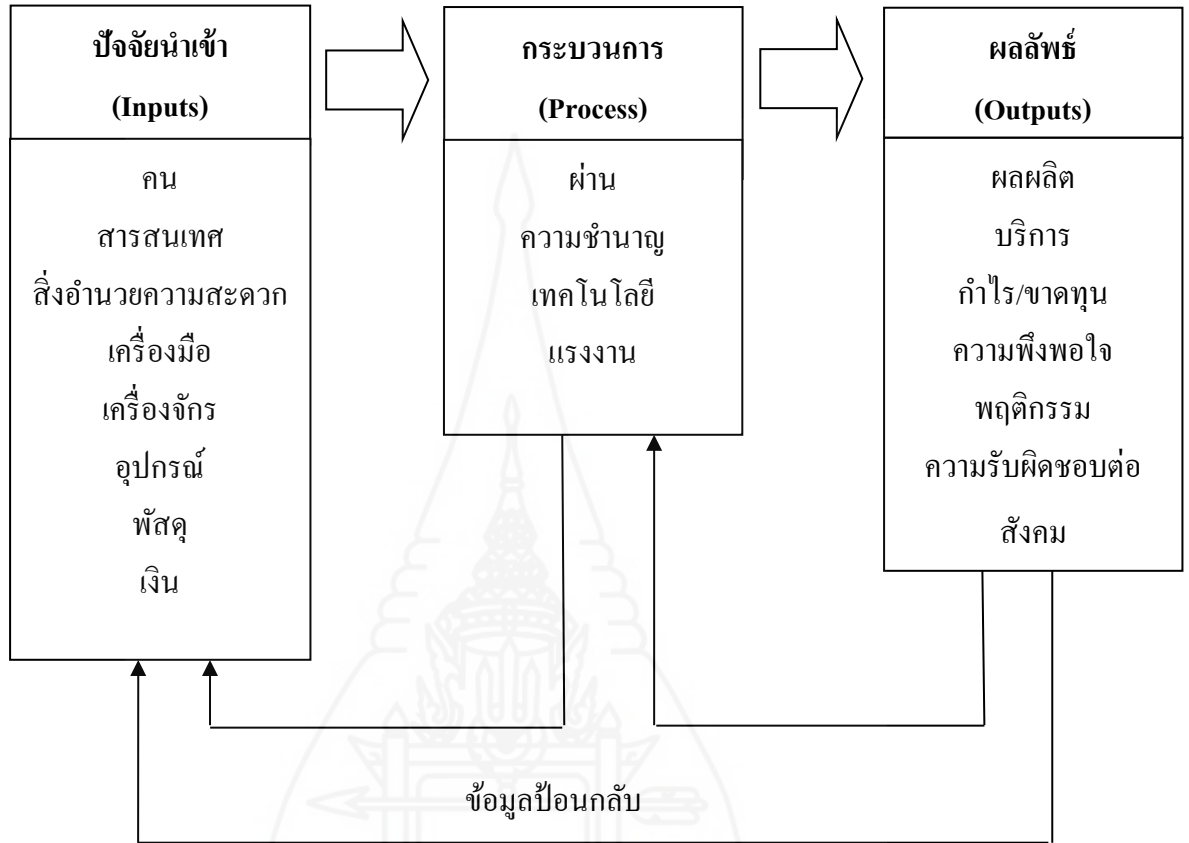 ปัจจัยนำเข้า
(Inputs)
คน
สารสนเทศ
สิ่งอำนวยความสะดวก
เครื่องมือ
เครื่องจักร
อุปกรณ์
พัสดุ
เงิน
กระบวนการ
(Process)
ผ่าน
ความชำนาญ
เทคโนโลยี
แรงงาน
ผลลัพธ์
(Outputs)
ผลผลิต
บริการ
กำไร/ขาดทุน
ความพึงพอใจ
พฤติกรรม
ความรับผิดชอบต่อ
สังคม
ข้อมูลป้อนกลับ